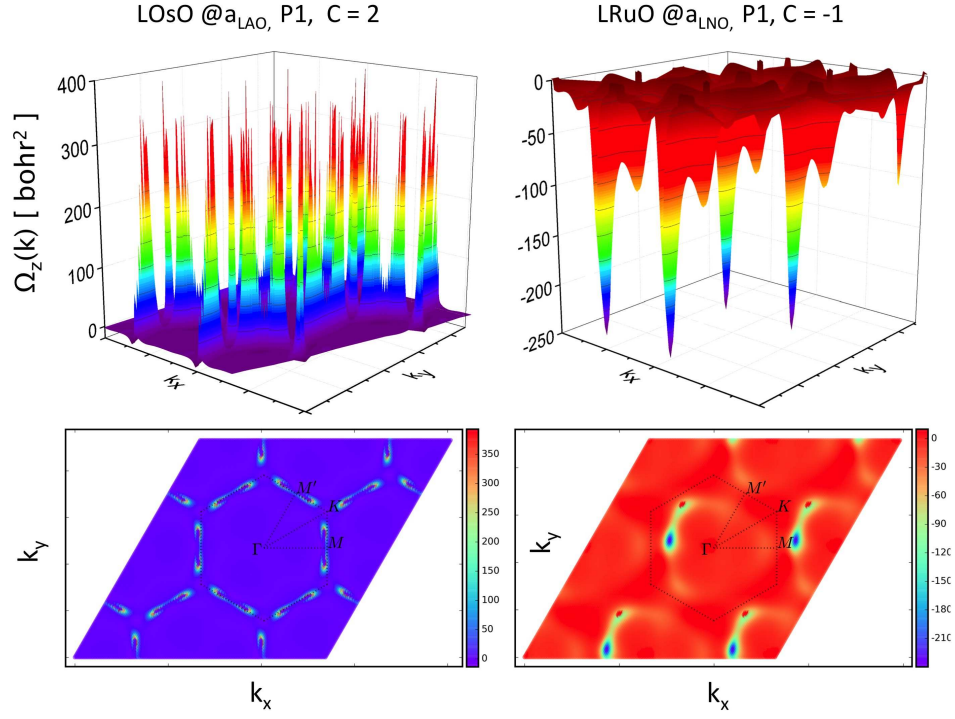 LOsO @a_LAO, P1, C = 2
LRuO @a_LNO, P1, C = -1
Ω_z(k) [ bohr² ]
400
300
200
100
0
k_x
k_y
0
-50
-100
-150
-200
-250
k_x
k_y
k_y
k_x
M'
K
Γ
M
350
300
250
200
150
100
50
0
k_y
k_x
M'
K
Γ
M
0
-30
-60
-90
-120
-150
-180
-210